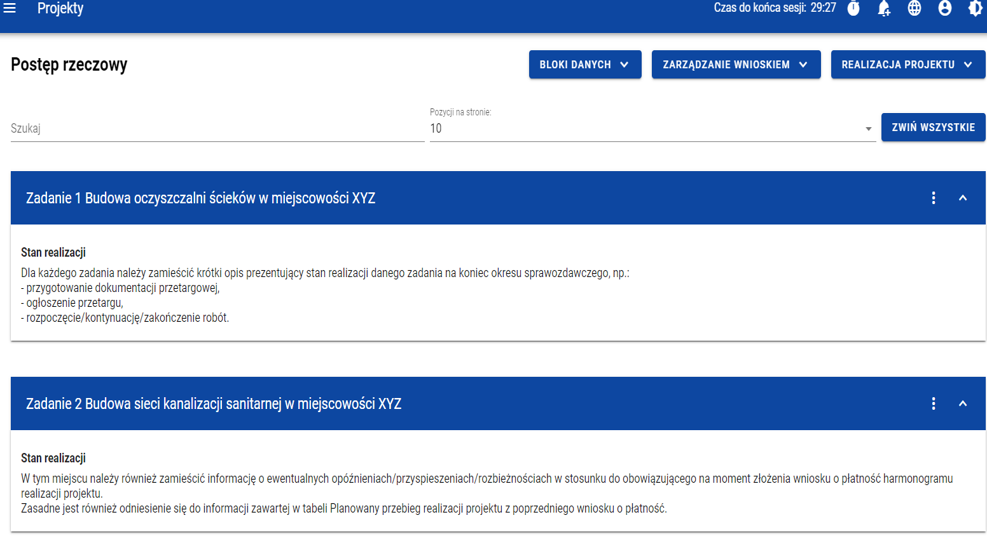 Projekty
Czas do końca sesji: 29:27
Postęp rzeczowy
BLOKI DANYCH
ZARZĄDZANIE WNIOSKIEM
REALIZACJA PROJEKTU
Szukaj
Pozycji na stronie:
10
ZWIŃ WSZYSTKIE
Zadanie 1 Budowa oczyszczalni ścieków w miejscowości XYZ
Stan realizacji
Dla każdego zadania należy zamieścić krótki opis prezentujący stan realizacji danego zadania na koniec okresu sprawozdawczego, np.:
- przygotowanie dokumentacji przetargowej,
- ogłoszenie przetargu,
- rozpoczęcie/kontynuację/zakończenie robót.
Zadanie 2 Budowa sieci kanalizacji sanitarnej w miejscowości XYZ
Stan realizacji
W tym miejscu należy również zamieścić informację o ewentualnych opóźnieniach/przyspieszeniach/rozbieżnościach w stosunku do obowiązującego na moment złożenia wniosku o płatność harmonogramu
realizacji projektu.
Zasadne jest również odniesienie się do informacji zawartej w tabeli Planowany przebieg realizacji projektu z poprzedniego wniosku o płatność.